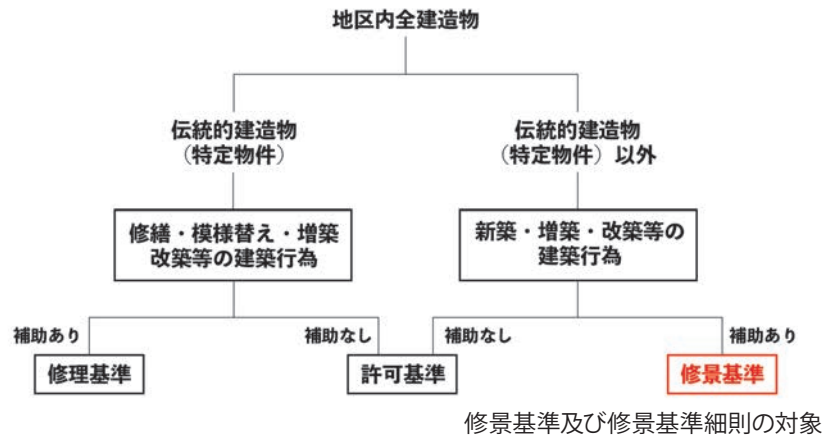 地区内全建造物
伝統的建造物
（特定物件）
伝統的建造物
（特定物件）以外
修繕・模様替え・増築
改築等の建築行為
新築・増築・改築等の
建築行為
補助あり
補助なし
補助なし
補助あり
修理基準
許可基準
修景基準
修景基準及び修景基準細則の対象